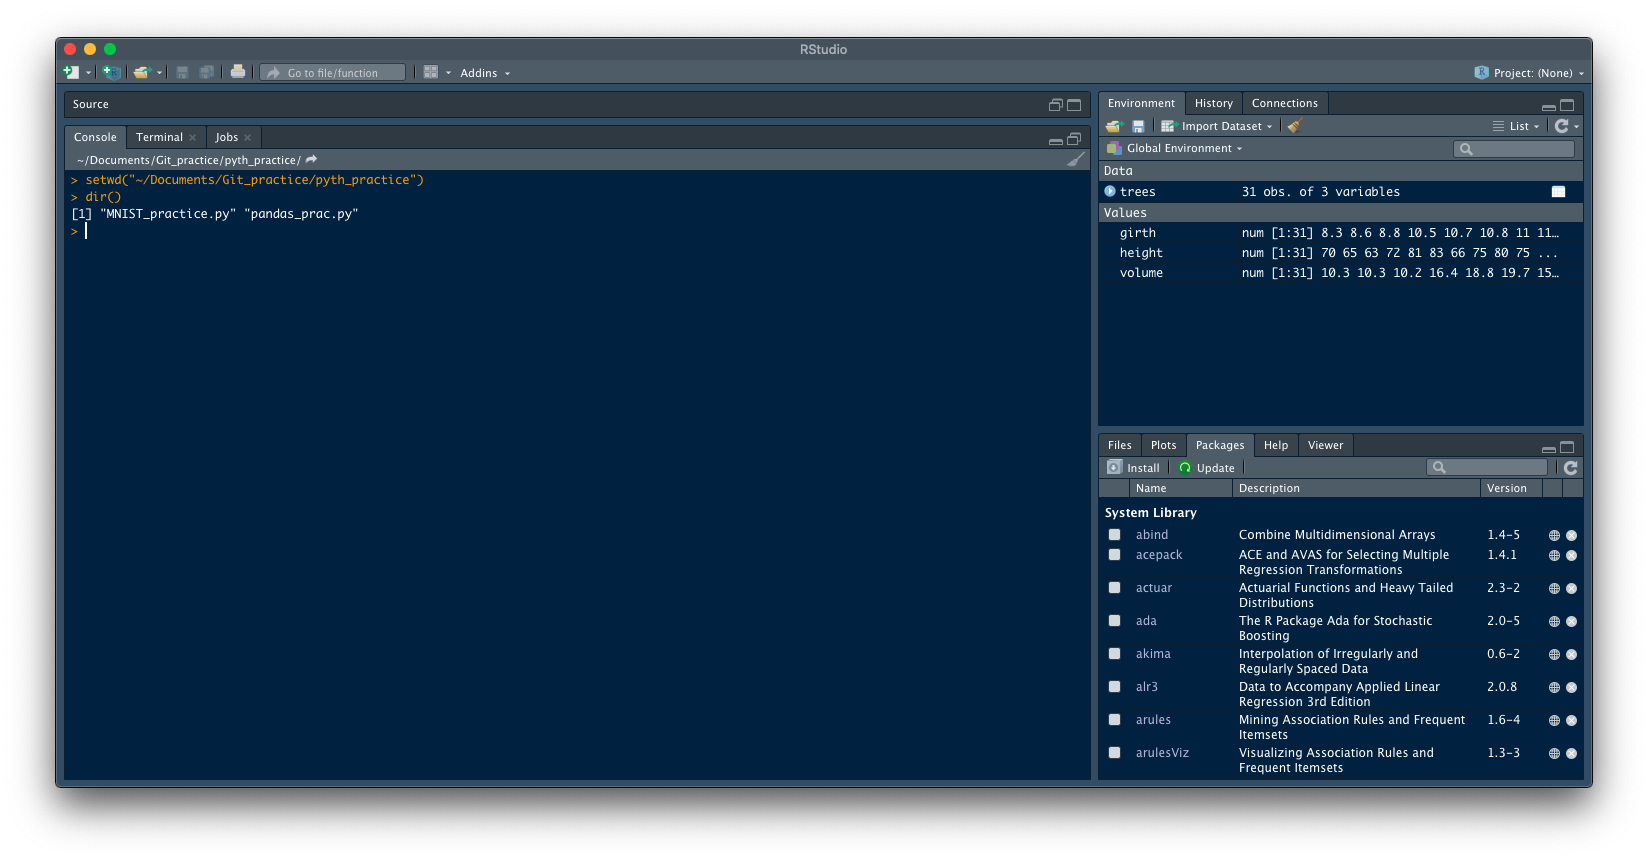 RStudio
Go to file/function
Addins
Project: (None)
Source
Console Terminal Jobs
~/Documents/Git_practice/pyth_practice/
> setwd("~/Documents/Git_practice/pyth_practice")
> dir()
[1] "MNIST_practice.py" "pandas_prac.py"
>
Environment History Connections
Import Dataset List
Global Environment
Data
trees 31 obs. of 3 variables
Values
girth num [1:31] 8.3 8.6 8.8 10.5 10.7 10.8 11 11…
height num [1:31] 70 65 63 72 81 83 66 75 80 75 ...
volume num [1:31] 10.3 10.3 10.2 16.4 18.8 19.7 15…
Files Plots Packages Help Viewer
Install Update
Name Description Version
System Library
abind Combine Multidimensional Arrays 1.4-5
acepack ACE and AVAS for Selecting Multiple 1.4.1
Regression Transformations
actuar Actuarial Functions and Heavy Tailed 2.3-2
Distributions
ada The R Package Ada for Stochastic 2.0-5
Boosting
akima Interpolation of Irregularly and 0.6-2
Regularly Spaced Data
alr3 Data to Accompany Applied Linear 2.0.8
Regression 3rd Edition
arules Mining Association Rules and Frequent 1.6-4
Itemsets
arulesViz Visualizing Association Rules and 1.3-3
Frequent Itemsets